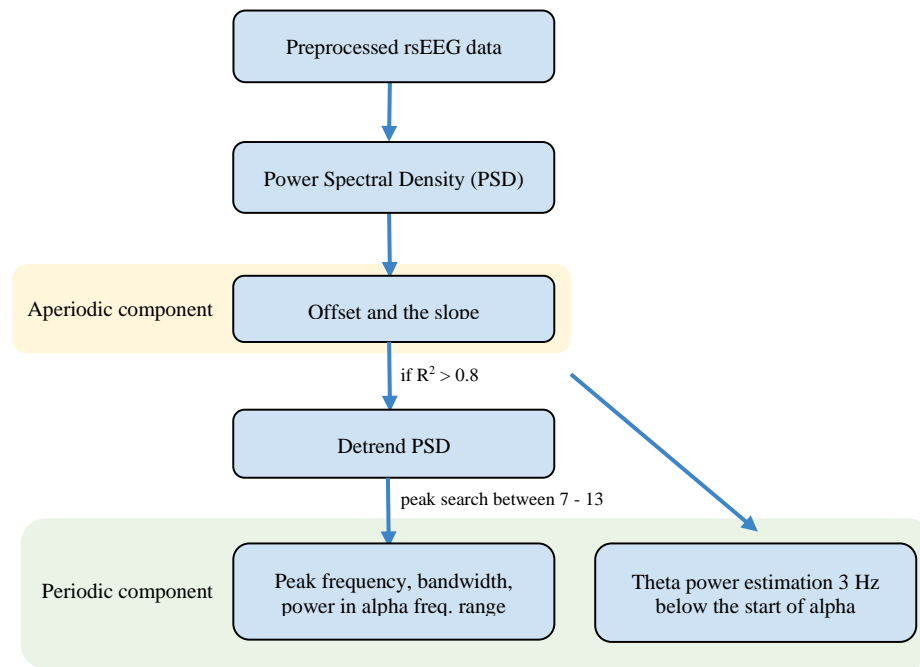 Preprocessed rsEEG data
Power Spectral Density (PSD)
Aperiodic component
Offset and the slope
if R² > 0.8
Detrend PSD
peak search between 7 - 13
Periodic component
Peak frequency, bandwidth,
power in alpha freq. range
Theta power estimation 3 Hz
below the start of alpha